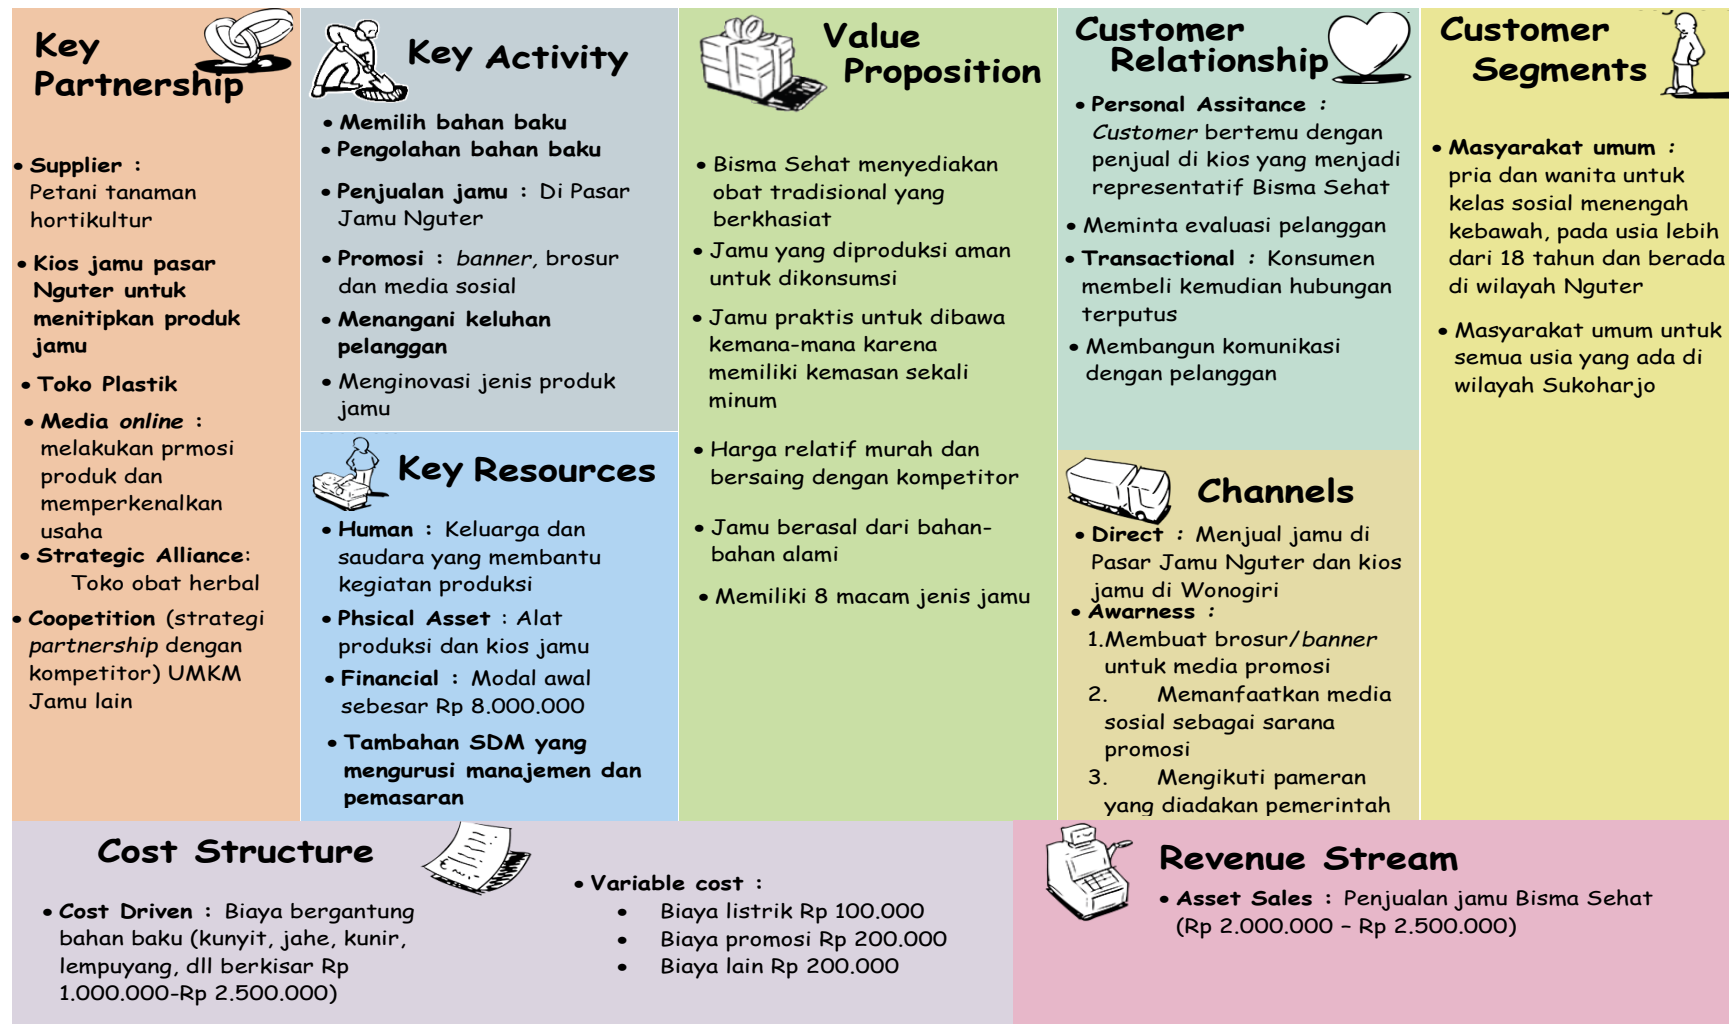 Key
Partnership
• Supplier :
Petani tanaman
hortikultur
• Kios jamu pasar
Nguter untuk
menitipkan produk
jamu
• Toko Plastik
• Media online :
melakukan prmosi
produk dan
memperkenalkan
usaha
• Strategic Alliance:
Toko obat herbal
• Coopetition (strategi
partnership dengan
kompetitor) UMKM
Jamu lain
Key Activity
• Memilih bahan baku
• Pengolahan bahan baku
• Penjualan jamu : Di Pasar
Jamu Nguter
• Promosi : banner, brosur
dan media sosial
• Menangani keluhan
pelanggan
• Menginovasi jenis produk
jamu
Key Resources
• Human : Keluarga dan
saudara yang membantu
kegiatan produksi
• Phsical Asset : Alat
produksi dan kios jamu
• Financial : Modal awal
sebesar Rp 8.000.000
• Tambahan SDM yang
mengurusi manajemen dan
pemasaran
Value
Proposition
• Bisma Sehat menyediakan
obat tradisional yang
berkhasiat
• Jamu yang diproduksi aman
untuk dikonsumsi
• Jamu praktis untuk dibawa
kemana-mana karena
memiliki kemasan sekali
minum
• Harga relatif murah dan
bersaing dengan kompetitor
• Jamu berasal dari bahan-
bahan alami
• Memiliki 8 macam jenis jamu
Customer
Relationship
• Personal Assitance :
Customer bertemu dengan
penjual di kios yang menjadi
representatif Bisma Sehat
• Meminta evaluasi pelanggan
• Transactional : Konsumen
membeli kemudian hubungan
terputus
• Membangun komunikasi
dengan pelanggan
Channels
• Direct : Menjual jamu di
Pasar Jamu Nguter dan kios
jamu di Wonogiri
• Awarness :
1.Membuat brosur/banner
untuk media promosi
2. Memanfaatkan media
sosial sebagai sarana
promosi
3. Mengikuti pameran
yang diadakan pemerintah
Customer
Segments
• Masyarakat umum :
pria dan wanita untuk
kelas sosial menengah
kebawah, pada usia lebih
dari 18 tahun dan berada
di wilayah Nguter
• Masyarakat umum untuk
semua usia yang ada di
wilayah Sukoharjo
Cost Structure
• Cost Driven : Biaya bergantung
bahan baku (kunyit, jahe, kunir,
lempuyang, dll berkisar Rp
1.000.000-Rp 2.500.000)
• Variable cost :
• Biaya listrik Rp 100.000
• Biaya promosi Rp 200.000
• Biaya lain Rp 200.000
Revenue Stream
• Asset Sales : Penjualan jamu Bisma Sehat
(Rp 2.000.000 – Rp 2.500.000)